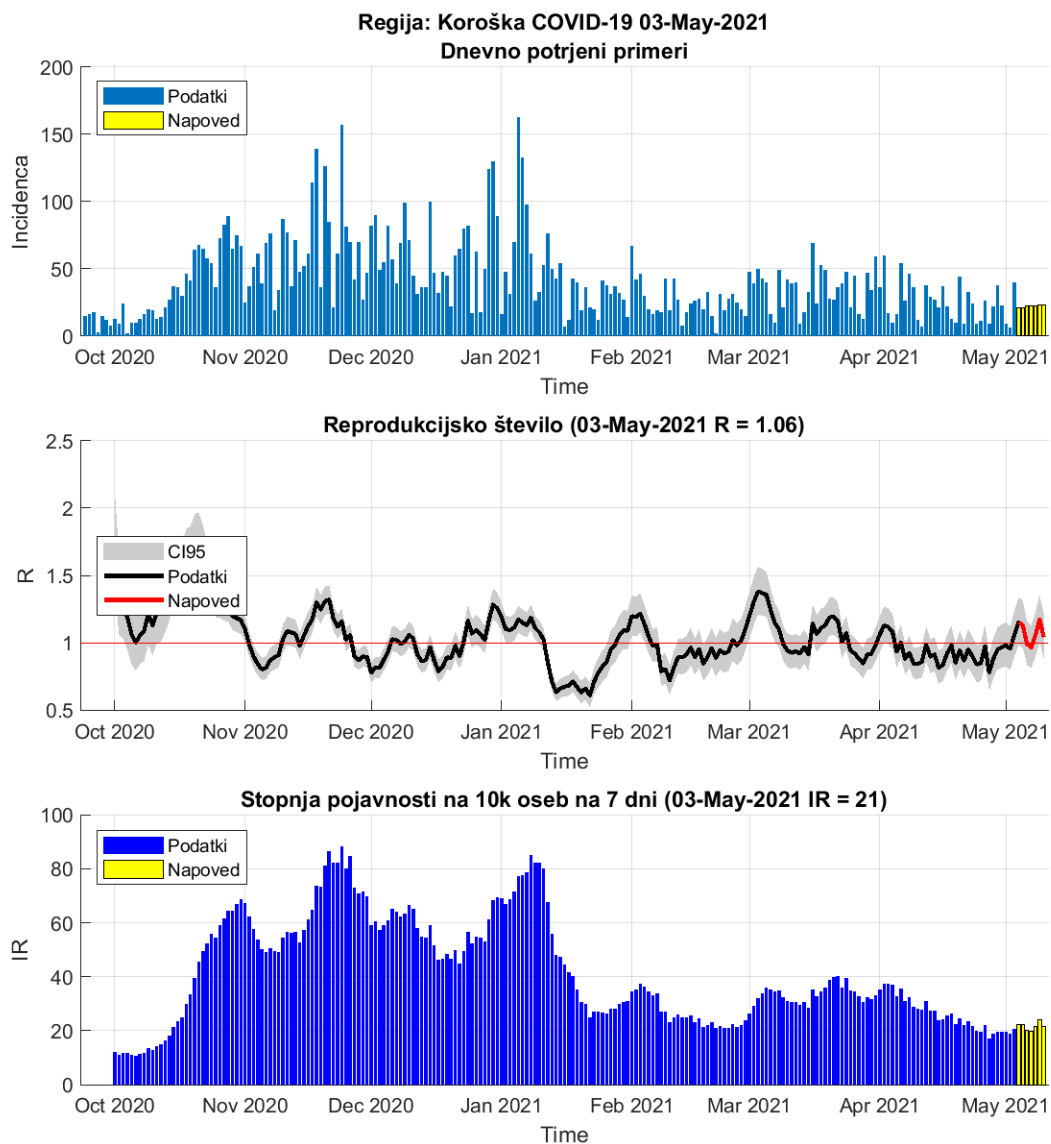 Regija: Koroška COVID-19 03-May-2021
Dnevno potrjeni primeri
200
150
100
50
0
Incidenca
Podatki
Napoved
Oct 2020 Nov 2020 Dec 2020 Jan 2021 Feb 2021 Mar 2021 Apr 2021 May 2021
Time
Reprodukcijsko število (03-May-2021 R = 1.06)
2.5
2
1.5
1
0.5
R
CI95
Podatki
Napoved
Oct 2020 Nov 2020 Dec 2020 Jan 2021 Feb 2021 Mar 2021 Apr 2021 May 2021
Time
Stopnja pojavnosti na 10k oseb na 7 dni (03-May-2021 IR = 21)
100
80
60
40
20
0
IR
Podatki
Napoved
Oct 2020 Nov 2020 Dec 2020 Jan 2021 Feb 2021 Mar 2021 Apr 2021 May 2021
Time